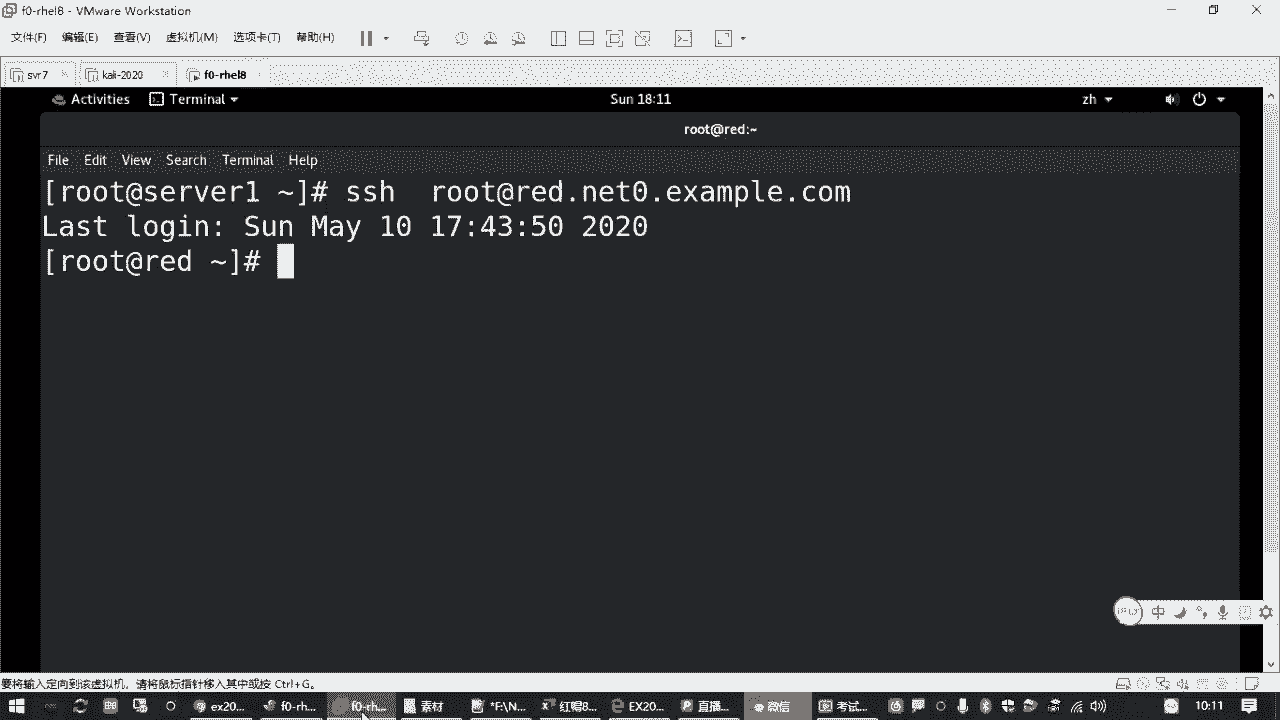 f0-rhel8 - VMware Workstation
文件(F) 编辑(E) 查看(V) 虚拟机(M) 选项卡(T) 帮助(H)
svr7 kali-2020 f0-rhel8
Activities Terminal Sun 18:11 zh
root@red:~
File Edit View Search Terminal Help
[root@server1 ~]# ssh  root@red.net0.example.com
Last login: Sun May 10 17:43:50 2020
[root@red ~]#
中
要将输入定向到该虚拟机，请将鼠标指针移入其中或按 Ctrl+G。
ex20... f0-rh... f0-rh... 素材 *F:\N... 红帽8... EX20... 直播... 微信 考试... 10:11